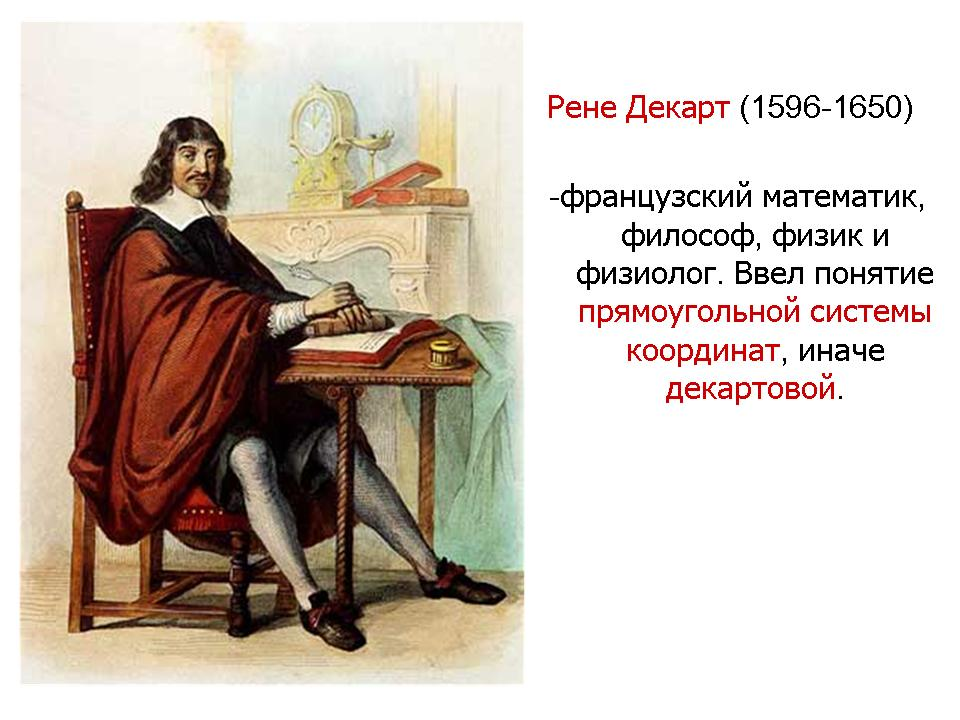 Рене Декарт (1596-1650)
-французский математик,
философ, физик и
физиолог. Ввел понятие
прямоугольной системы
координат, иначе
декартовой.